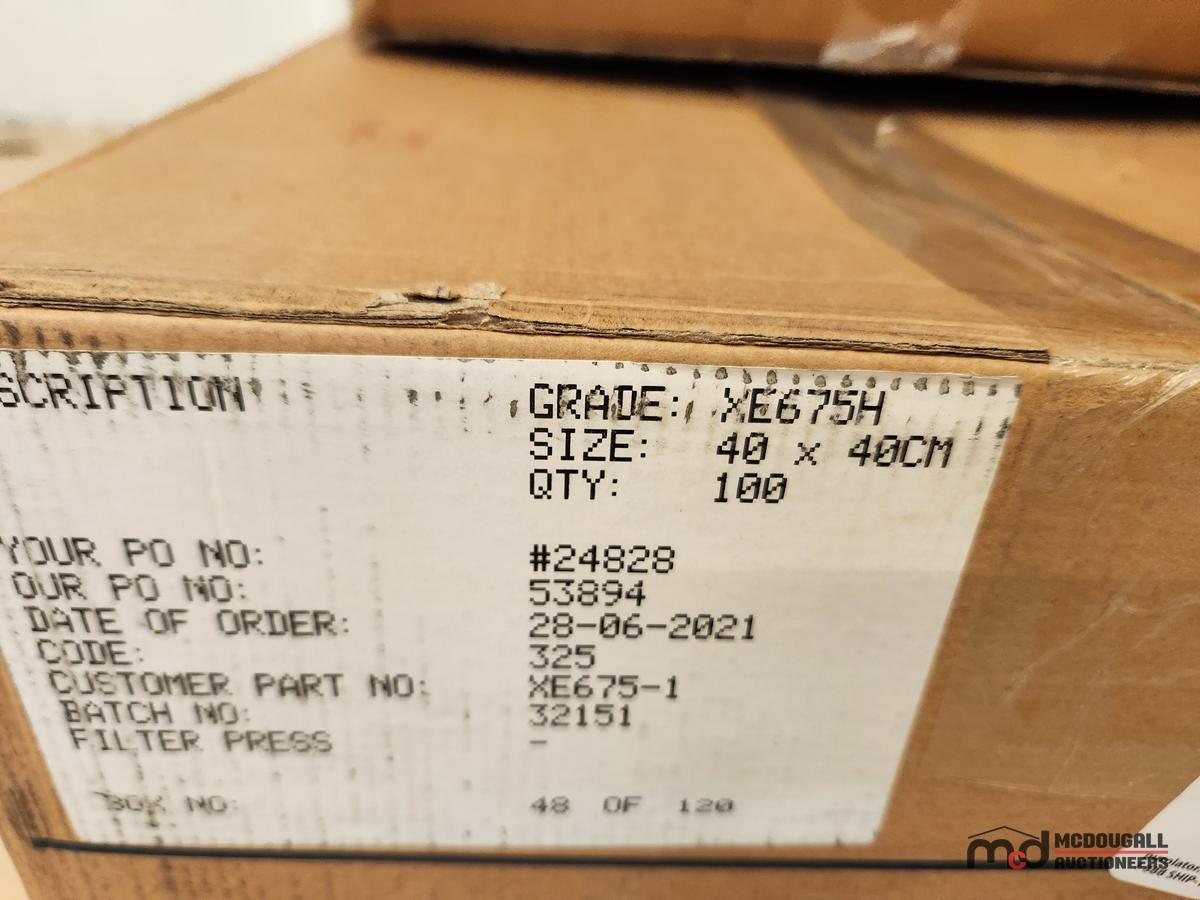 SCRIPTION GRADE: XE675H
SIZE: 40 x 40CM
QTY: 100
YOUR PO NO: #24828
OUR PO NO: 53894
DATE OF ORDER: 28-06-2021
CODE: 325
CUSTOMER PART NO: XE675-1
BATCH NO: 32151
FILTER PRESS -
BOX NO: 48 OF 120
mcd MCDOUGALL
AUCTIONEERS
SHIP